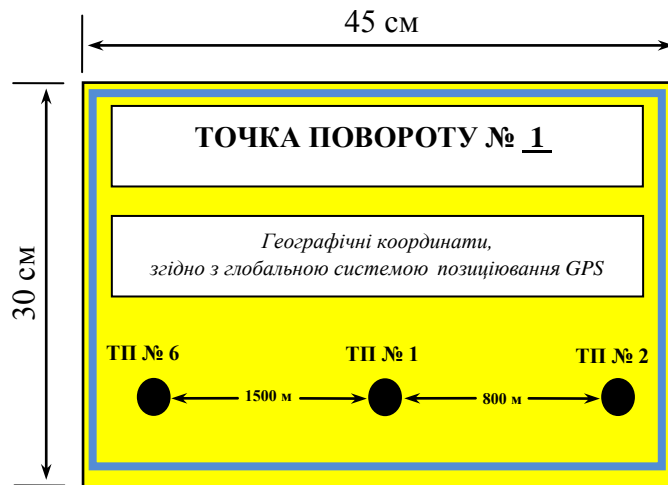 45 см
30 см
ТОЧКА ПОВОРОТУ № 1
Географічні координати,
згідно з глобальною системою позиціювання GPS
ТП № 6 ТП № 1 ТП № 2
1500 м 800 м